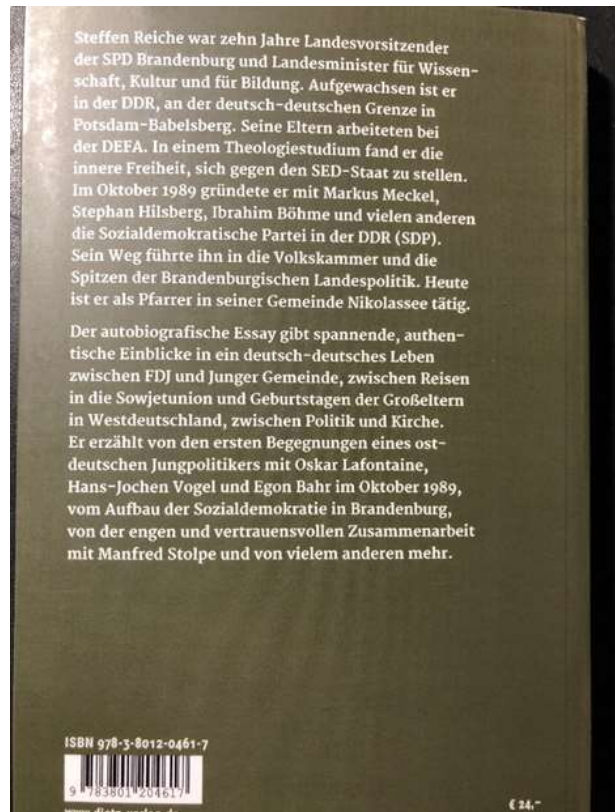 Steffen Reiche war zehn Jahre Landesvorsitzender
der SPD Brandenburg und Landesminister für Wissen-
schaft, Kultur und für Bildung. Aufgewachsen ist er
in der DDR, an der deutsch-deutschen Grenze in
Potsdam-Babelsberg. Seine Eltern arbeiteten bei
der DEFA. In einem Theologiestudium fand er die
innere Freiheit, sich gegen den SED-Staat zu stellen.
Im Oktober 1989 gründete er mit Markus Meckel,
Stephan Hilsberg, Ibrahim Böhme und vielen anderen
die Sozialdemokratische Partei in der DDR (SDP).
Sein Weg führte ihn in die Volkskammer und die
Spitzen der Brandenburgischen Landespolitik. Heute
ist er als Pfarrer in seiner Gemeinde Nikolassee tätig.
Der autobiografische Essay gibt spannende, authen-
tische Einblicke in ein deutsch-deutsches Leben
zwischen FDJ und Junger Gemeinde, zwischen Reisen
in die Sowjetunion und Geburtstagen der Großeltern
in Westdeutschland, zwischen Politik und Kirche.
Er erzählt von den ersten Begegnungen eines ost-
deutschen Jungpolitikers mit Oskar Lafontaine,
Hans-Jochen Vogel und Egon Bahr im Oktober 1989,
vom Aufbau der Sozialdemokratie in Brandenburg,
von der engen und vertrauensvollen Zusammenarbeit
mit Manfred Stolpe und von vielem anderen mehr.
ISBN 978-3-8012-0461-7
9 783801 204617
€ 24,-